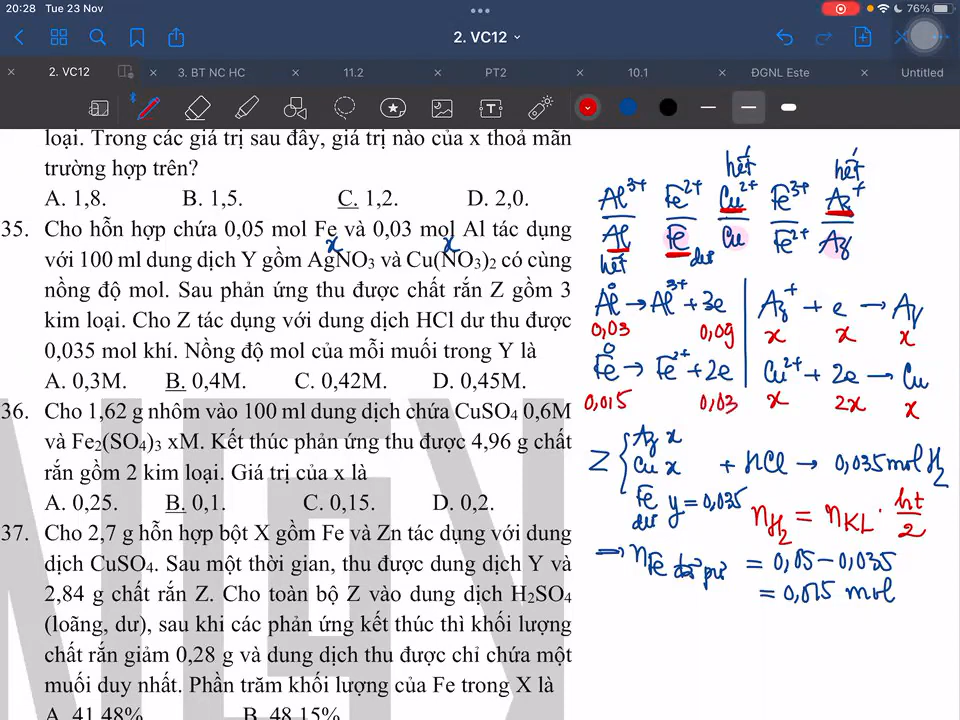 20:28 Tue 23 Nov
76%
2. VC12
2. VC12
3. BT NC HC
11.2
PT2
10.1
ĐGNL Este
Untitled
loại. Trong các giá trị sau đây, giá trị nào của x thoả mãn
trường hợp trên?
A. 1,8. B. 1,5. C. 1,2. D. 2,0.
35. Cho hỗn hợp chứa 0,05 mol Fe và 0,03 mol Al tác dụng
x x
với 100 ml dung dịch Y gồm AgNO3 và Cu(NO3)2 có cùng
nồng độ mol. Sau phản ứng thu được chất rắn Z gồm 3
kim loại. Cho Z tác dụng với dung dịch HCl dư thu được
0,035 mol khí. Nồng độ mol của mỗi muối trong Y là
A. 0,3M. B. 0,4M. C. 0,42M. D. 0,45M.
36. Cho 1,62 g nhôm vào 100 ml dung dịch chứa CuSO4 0,6M
và Fe2(SO4)3 xM. Kết thúc phản ứng thu được 4,96 g chất
rắn gồm 2 kim loại. Giá trị của x là
A. 0,25. B. 0,1. C. 0,15. D. 0,2.
37. Cho 2,7 g hỗn hợp bột X gồm Fe và Zn tác dụng với dung
dịch CuSO4. Sau một thời gian, thu được dung dịch Y và
2,84 g chất rắn Z. Cho toàn bộ Z vào dung dịch H2SO4
(loãng, dư), sau khi các phản ứng kết thúc thì khối lượng
chất rắn giảm 0,28 g và dung dịch thu được chỉ chứa một
muối duy nhất. Phần trăm khối lượng của Fe trong X là
A. 41,48% B. 48,15%
hết hết
Al3+ Fe2+ Cu2+ Fe3+ Ag+
Al Fe Cu Fe2+ Ag
hết dư
Al0 → Al3+ + 3e
0,03 0,09
Fe0 → Fe2+ + 2e
0,015 0,03
Ag+ + e → Ag
x x x
Cu2+ + 2e → Cu
x 2x x
Z { Ag x
Cu x + HCl → 0,035 mol H2
Fe dư y = 0,035
nH2 = nKL . ht/2
⇒ nFe đã pư = 0,05 − 0,035
= 0,015 mol